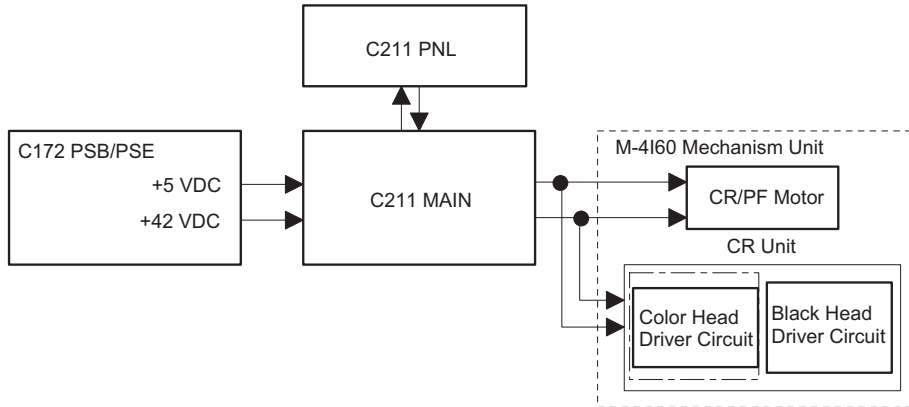 C211 PNL
C172 PSB/PSE
+5 VDC
+42 VDC
C211 MAIN
M-4I60 Mechanism Unit
CR/PF Motor
CR Unit
Color Head
Driver Circuit
Black Head
Driver Circuit